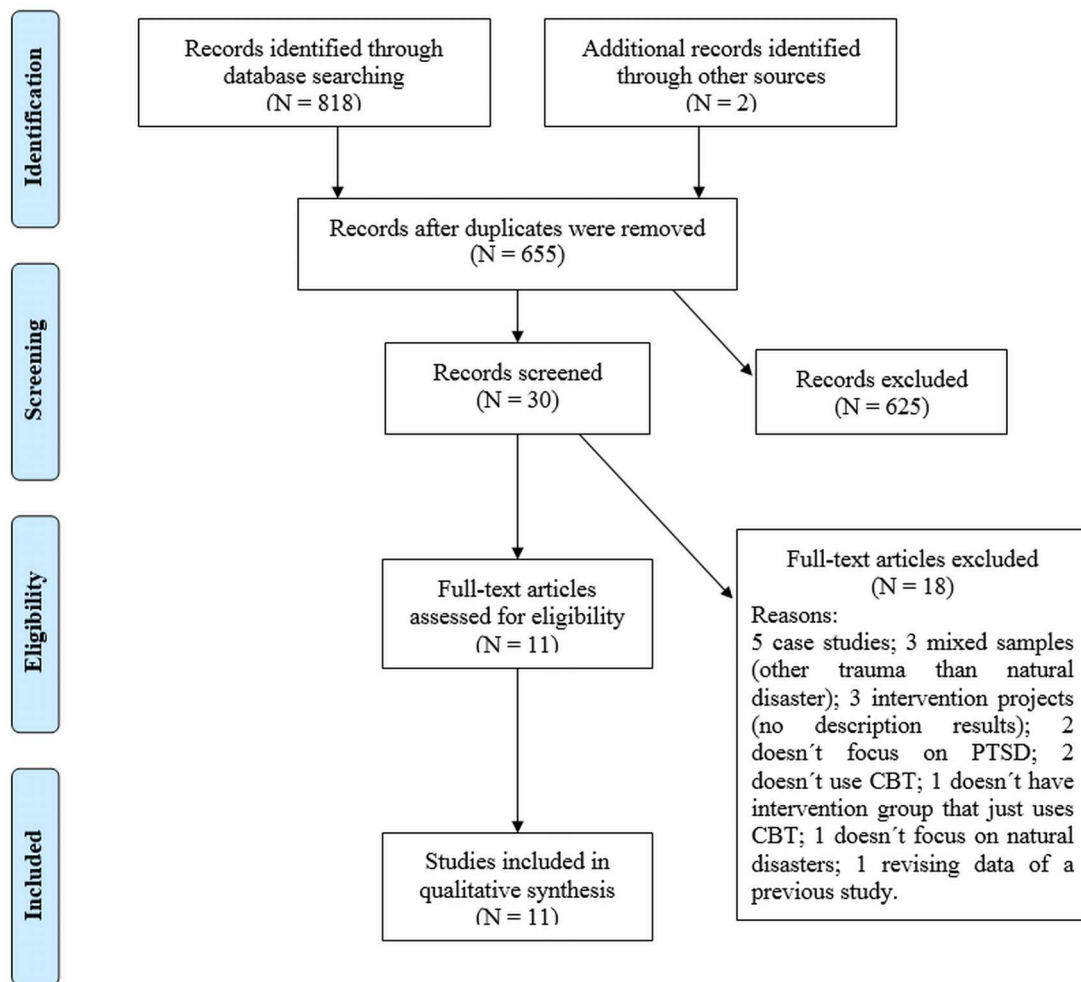 Identification
Records identified through
database searching
(N = 818)
Additional records identified
through other sources
(N = 2)
Records after duplicates were removed
(N = 655)
Screening
Records screened
(N = 30)
Records excluded
(N = 625)
Eligibility
Full-text articles
assessed for eligibility
(N = 11)
Full-text articles excluded
(N = 18)
Reasons:
5 case studies; 3 mixed samples
(other trauma than natural
disaster); 3 intervention projects
(no description results); 2
doesn´t focus on PTSD; 2
doesn´t use CBT; 1 doesn´t have
intervention group that just uses
CBT; 1 doesn´t focus on natural
disasters; 1 revising data of a
previous study.
Included
Studies included in
qualitative synthesis
(N = 11)